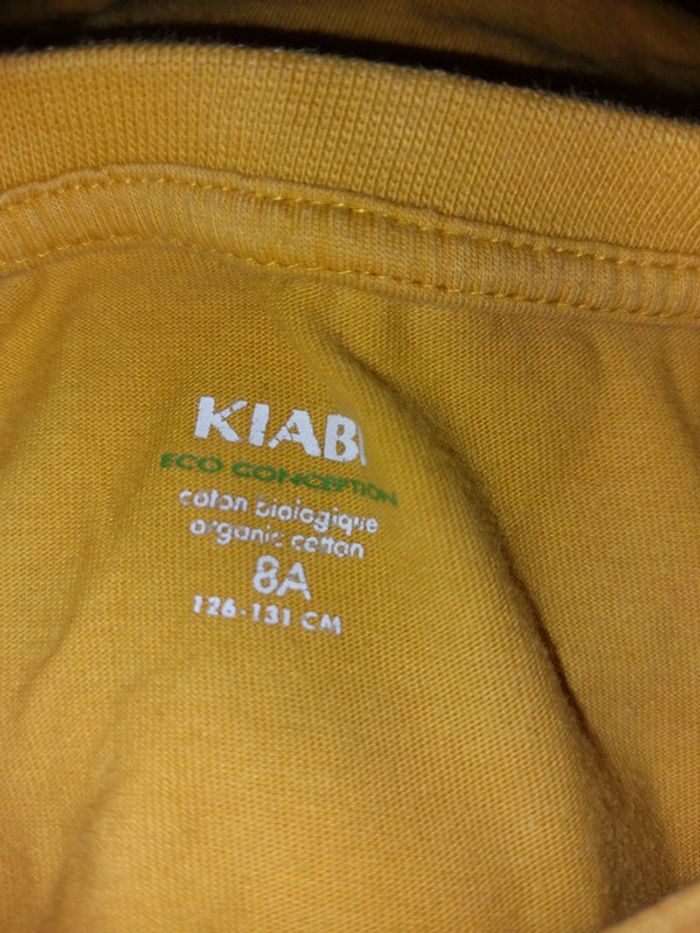 KIABI
ECO CONCEPTION
coton biologique
organic cotton
8A
126-131 CM